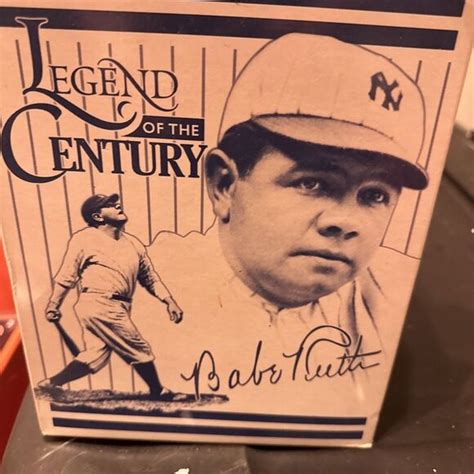 LEGEND
OF THE
CENTURY
NY
Babe Ruth